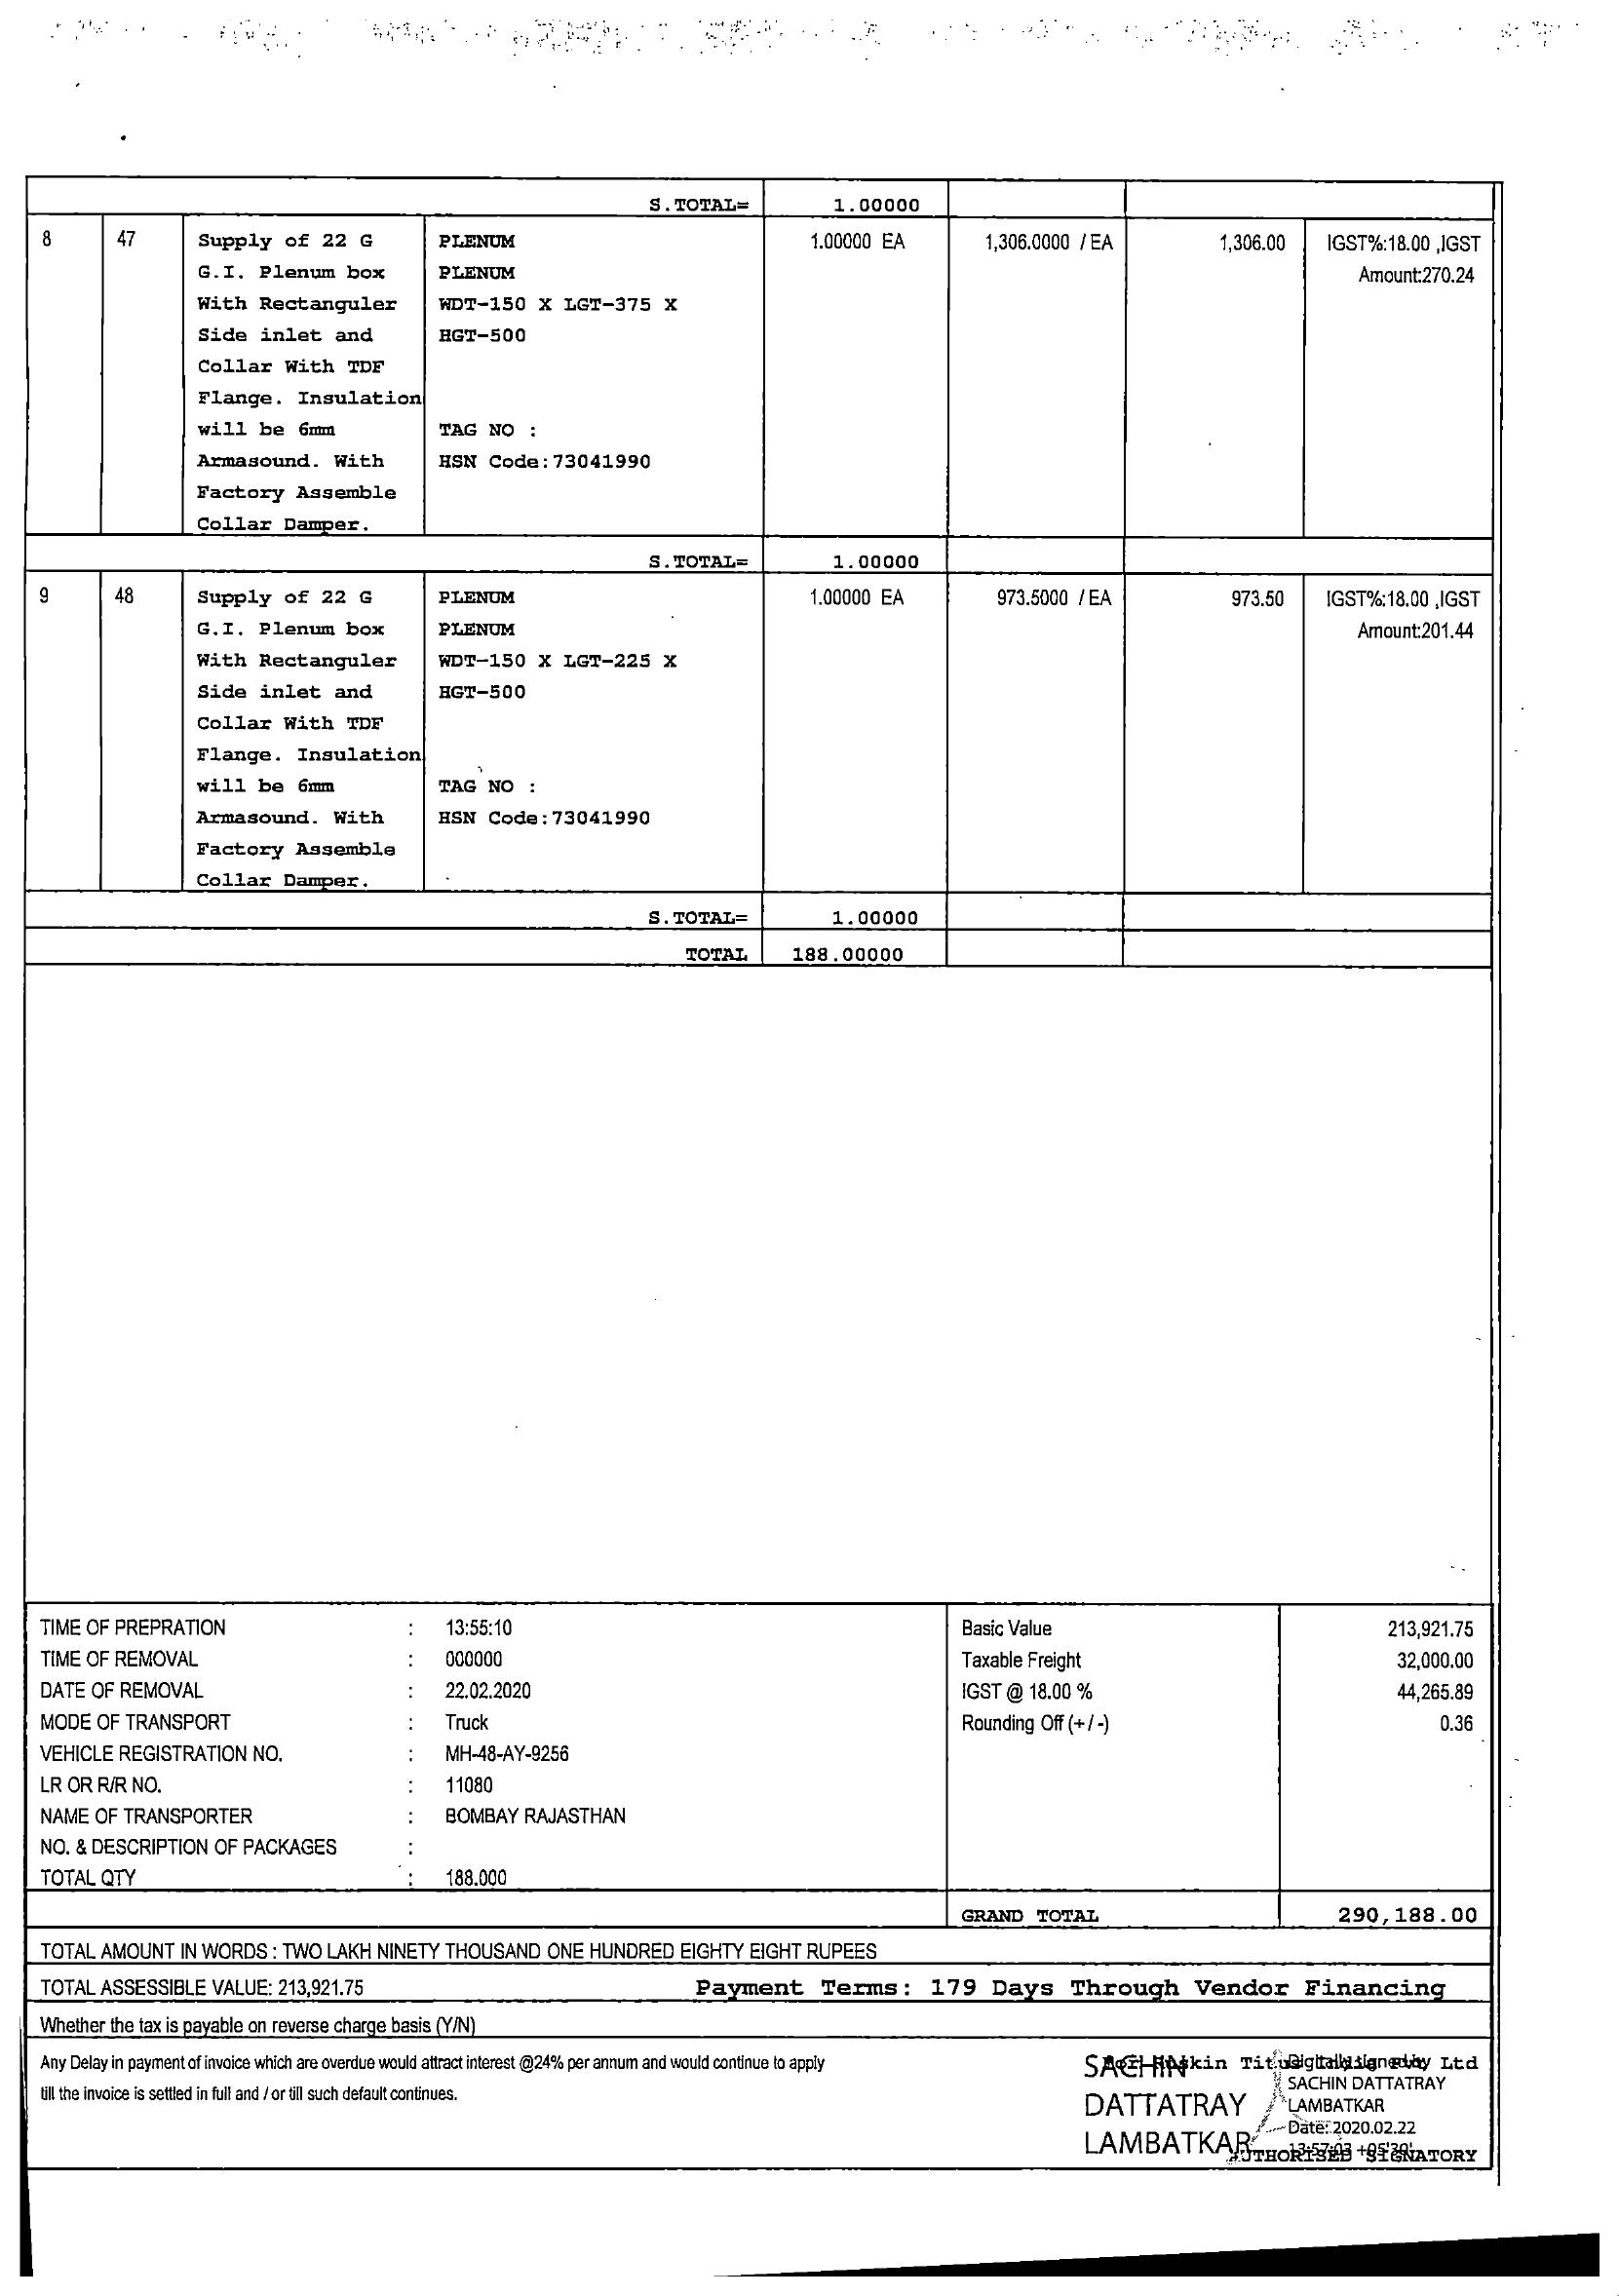 S.TOTAL= 1.00000
8 47 Supply of 22 G PLENUM 1.00000 EA 1,306.0000 / EA 1,306.00 IGST%:18.00 ,IGST
G.I. Plenum box PLENUM Amount:270.24
With Rectanguler WDT-150 X LGT-375 X
Side inlet and HGT-500
Collar With TDF
Flange. Insulation
will be 6mm TAG NO :
Armasound. With HSN Code:73041990
Factory Assemble
Collar Damper.
S.TOTAL= 1.00000
9 48 Supply of 22 G PLENUM 1.00000 EA 973.5000 / EA 973.50 IGST%:18.00 ,IGST
G.I. Plenum box PLENUM Amount:201.44
With Rectanguler WDT-150 X LGT-225 X
Side inlet and HGT-500
Collar With TDF
Flange. Insulation
will be 6mm TAG NO :
Armasound. With HSN Code:73041990
Factory Assemble
Collar Damper.
S.TOTAL= 1.00000
TOTAL 188.00000
TIME OF PREPRATION : 13:55:10 Basic Value 213,921.75
TIME OF REMOVAL : 000000 Taxable Freight 32,000.00
DATE OF REMOVAL : 22.02.2020 IGST @ 18.00 % 44,265.89
MODE OF TRANSPORT : Truck Rounding Off (+ / -) 0.36
VEHICLE REGISTRATION NO. : MH-48-AY-9256
LR OR R/R NO. : 11080
NAME OF TRANSPORTER : BOMBAY RAJASTHAN
NO. & DESCRIPTION OF PACKAGES :
TOTAL QTY : 188.000
GRAND TOTAL 290,188.00
TOTAL AMOUNT IN WORDS : TWO LAKH NINETY THOUSAND ONE HUNDRED EIGHTY EIGHT RUPEES
TOTAL ASSESSIBLE VALUE: 213,921.75 Payment Terms: 179 Days Through Vendor Financing
Whether the tax is payable on reverse charge basis (Y/N)
Any Delay in payment of invoice which are overdue would attract interest @24% per annum and would continue to apply
till the invoice is settled in full and / or till such default continues.
SACHIN
DATTATRAY
LAMBATKAR
Digitally signed by
SACHIN DATTATRAY
LAMBATKAR
Date: 2020.02.22
13:57:03 +05'30'
Ltd
AUTHORISED SIGNATORY